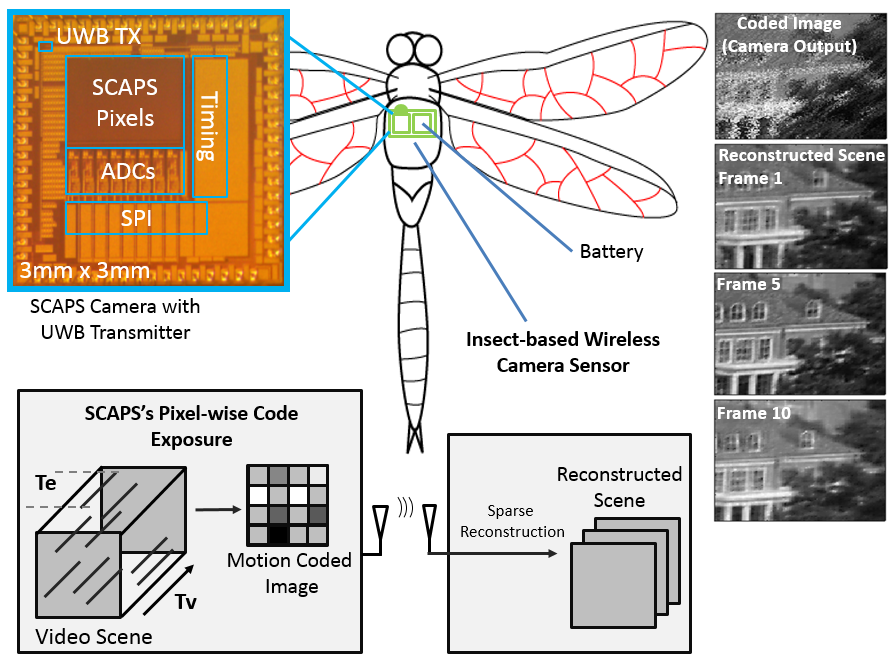 UWB TX
SCAPS
Pixels
Timing
ADCs
SPI
3mm x 3mm
SCAPS Camera with
UWB Transmitter
Battery
Insect-based Wireless
Camera Sensor
Coded Image
(Camera Output)
Reconstructed Scene
Frame 1
Frame 5
Frame 10
SCAPS's Pixel-wise Code
Exposure
Te
Tv
Video Scene
Motion Coded
Image
Sparse
Reconstruction
Reconstructed
Scene